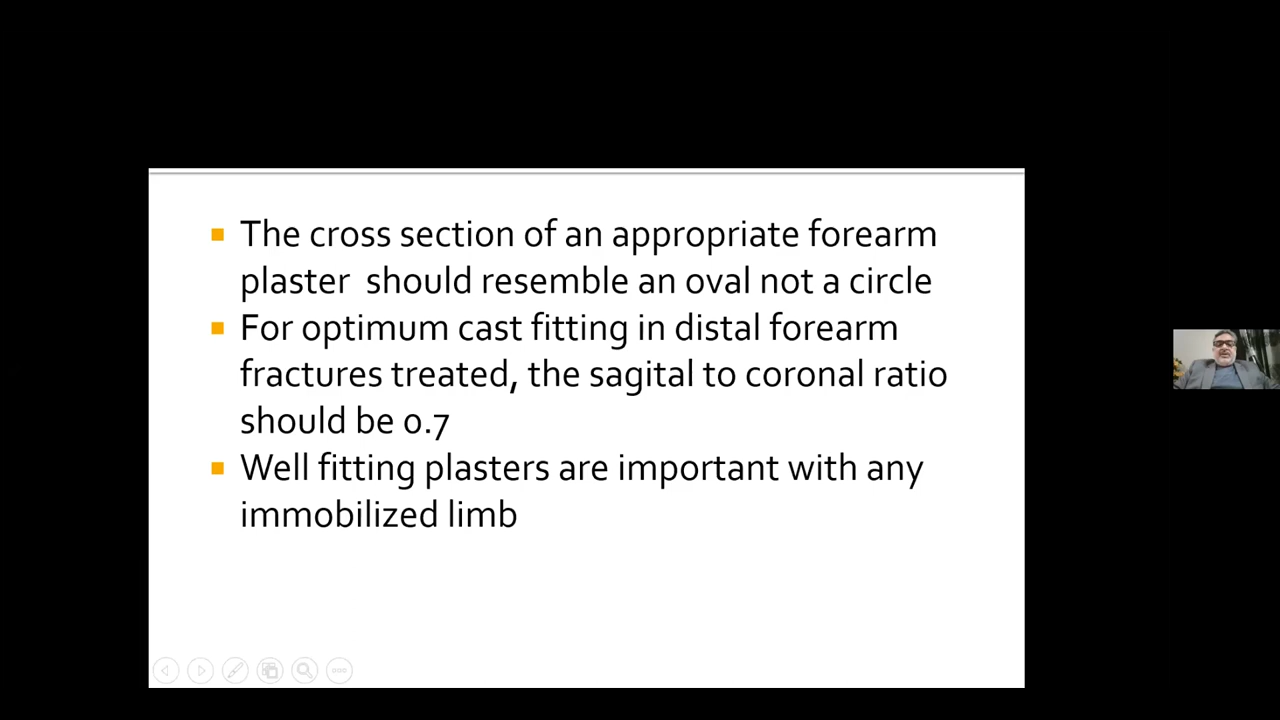 The cross section of an appropriate forearm
plaster  should resemble an oval not a circle
For optimum cast fitting in distal forearm
fractures treated, the sagital to coronal ratio
should be 0.7
Well fitting plasters are important with any
immobilized limb